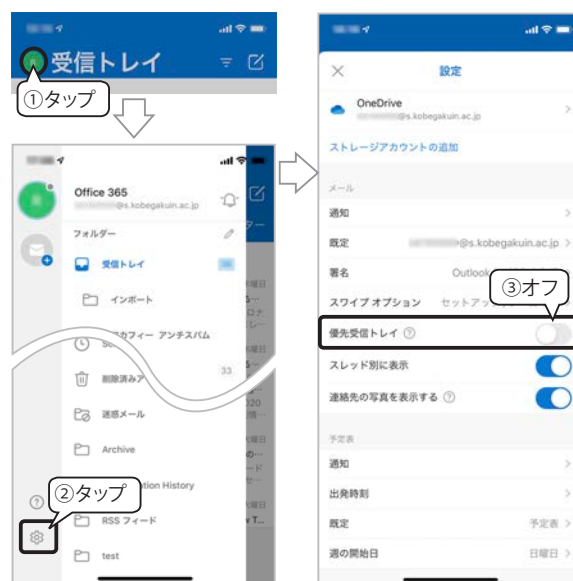 受信トレイ
①タップ
Office 365
@s.kobegakuin.ac.jp
フォルダー
受信トレイ
インポート
カフィー アンチスパム
33
削除済みア
迷惑メール
Archive
tion History
②タップ
RSS フィード
test
設定
OneDrive
@s.kobegakuin.ac.jp
ストレージアカウントの追加
メール
通知
既定 @s.kobegakuin.ac.jp
署名 Outlook
③オフ
スワイプ オプション セットアップ
優先受信トレイ ?
スレッド別に表示
連絡先の写真を表示する ?
予定表
通知
出発時刻
既定 予定表
週の開始日 日曜日